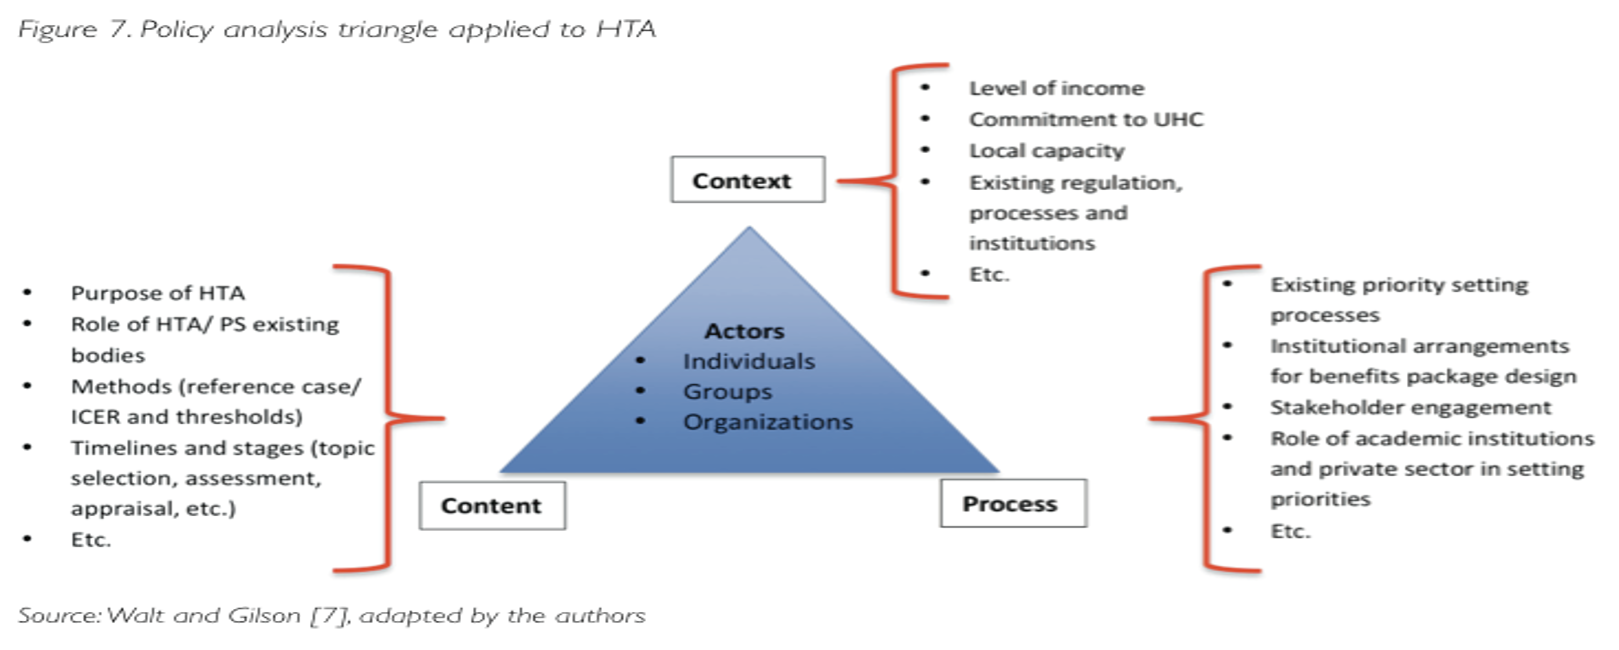 Figure 7. Policy analysis triangle applied to HTA
• Level of income
• Commitment to UHC
• Local capacity
• Existing regulation,
processes and
institutions
• Etc.
Context
• Purpose of HTA
• Role of HTA/ PS existing
bodies
• Methods (reference case/
ICER and thresholds)
• Timelines and stages (topic
selection, assessment,
appraisal, etc.)
• Etc.
Actors
• Individuals
• Groups
• Organizations
• Existing priority setting
processes
• Institutional arrangements
for benefits package design
• Stakeholder engagement
• Role of academic institutions
and private sector in setting
priorities
• Etc.
Content
Process
Source: Walt and Gilson [7], adapted by the authors